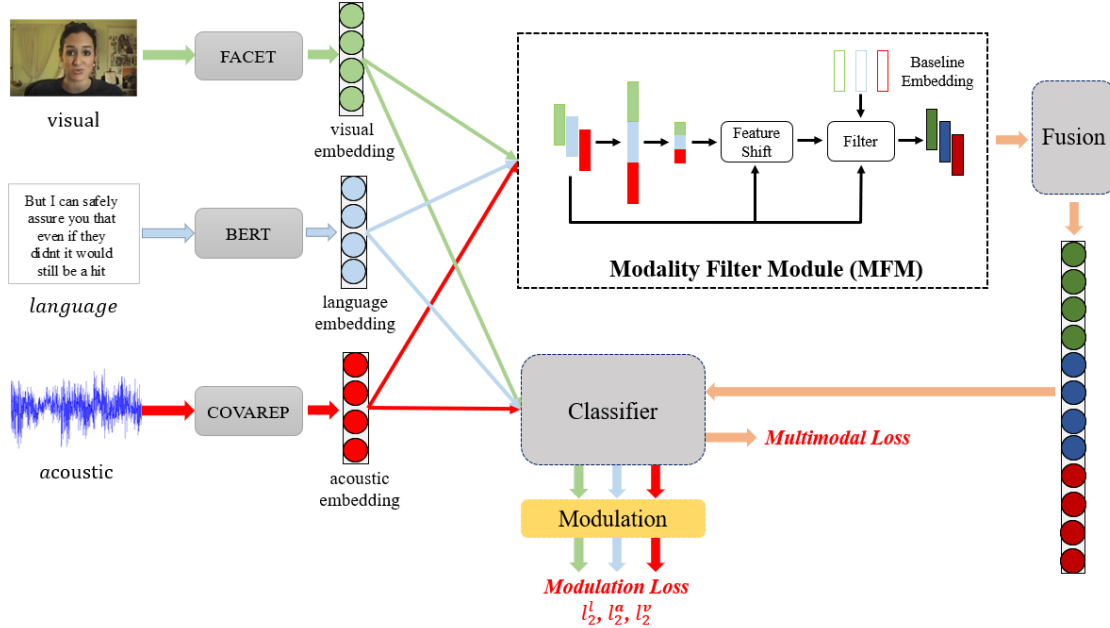 visual
FACET
visual
embedding
But I can safely
assure you that
even if they
didnt it would
still be a hit
language
BERT
language
embedding
acoustic
COVAREP
acoustic
embedding
Baseline
Embedding
Feature
Shift
Filter
Modality Filter Module (MFM)
Fusion
Classifier
Multimodal Loss
Modulation
Modulation Loss
l₂ˡ, l₂ᵃ, l₂ᵛ